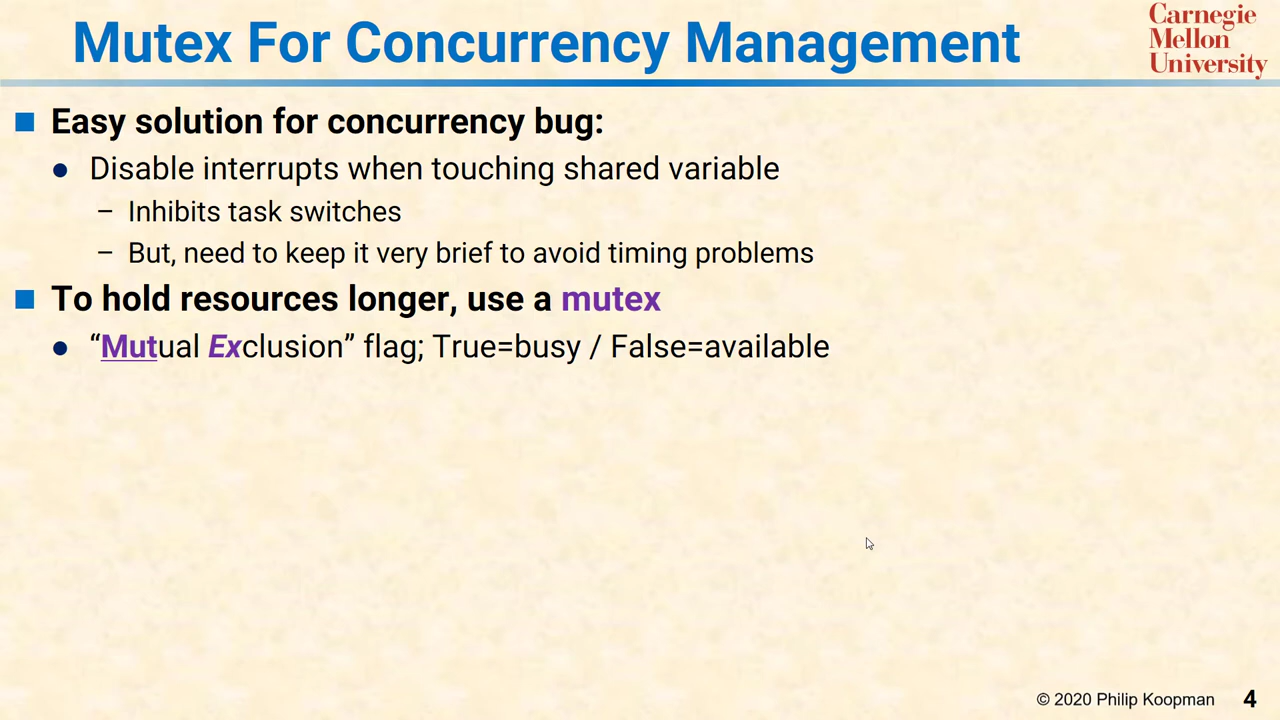 Mutex For Concurrency Management
Carnegie
Mellon
University
Easy solution for concurrency bug:
Disable interrupts when touching shared variable
– Inhibits task switches
– But, need to keep it very brief to avoid timing problems
To hold resources longer, use a mutex
“Mutual Exclusion” flag; True=busy / False=available
© 2020 Philip Koopman 4